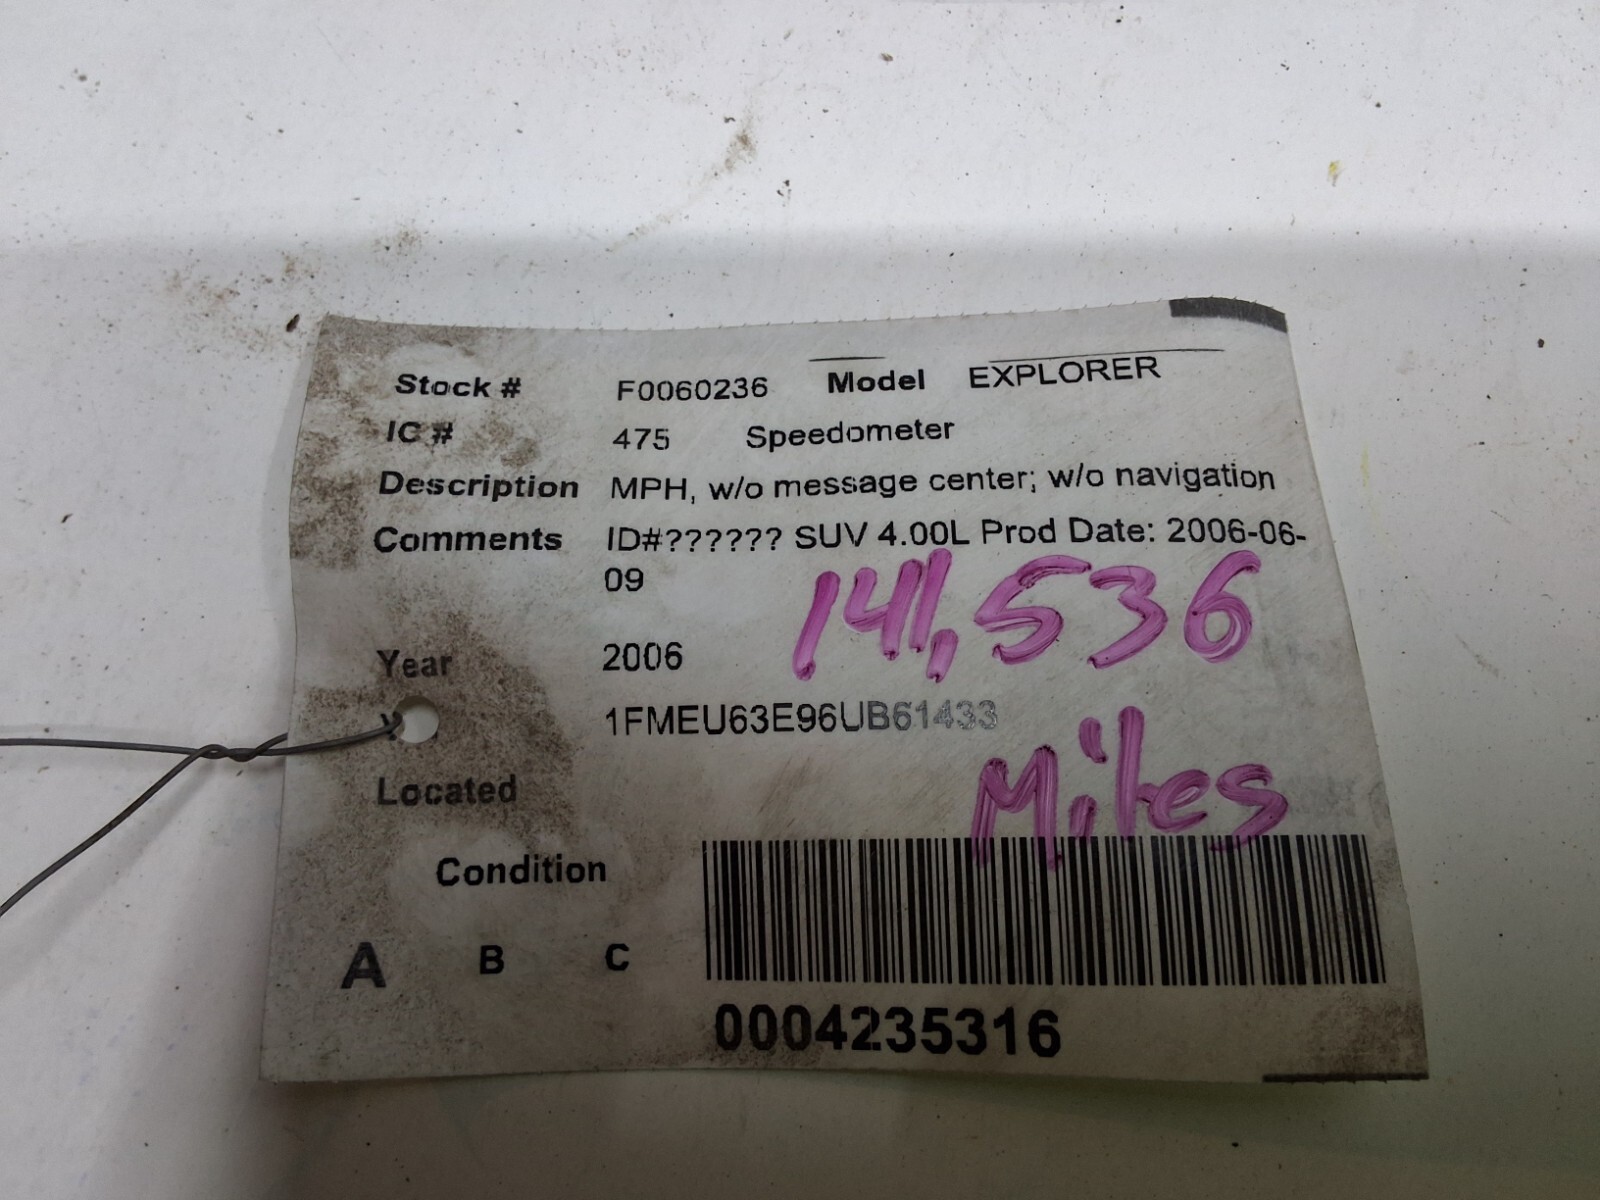 Stock # F0060236 Model EXPLORER
IC # 475 Speedometer
Description MPH, w/o message center; w/o navigation
Comments ID#?????? SUV 4.00L Prod Date: 2006-06-
09
141,536
Year 2006
1FMEU63E96UB61433
Miles
Located
Condition
A B C
0004235316